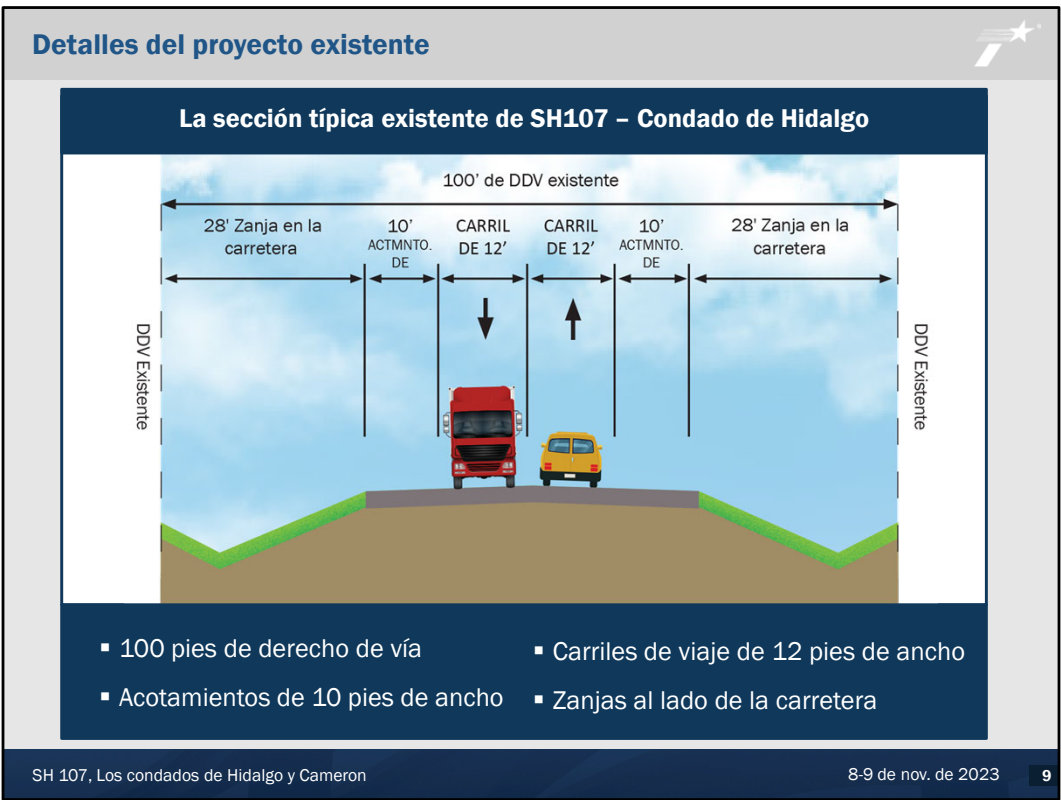 Detalles del proyecto existente
La sección típica existente de SH107 – Condado de Hidalgo
100' de DDV existente
28' Zanja en la
carretera
10'
ACTMNTO.
DE
CARRIL
DE 12'
CARRIL
DE 12'
10'
ACTMNTO.
DE
28' Zanja en la
carretera
DDV Existente
DDV Existente
▪ 100 pies de derecho de vía
▪ Acotamientos de 10 pies de ancho
▪ Carriles de viaje de 12 pies de ancho
▪ Zanjas al lado de la carretera
SH 107, Los condados de Hidalgo y Cameron
8-9 de nov. de 2023
9